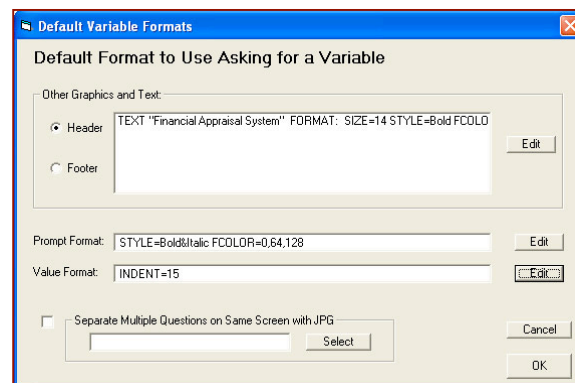 Default Variable Formats
Default Format to Use Asking for a Variable
Other Graphics and Text:
Header
TEXT "Financial Appraisal System" FORMAT: SIZE=14 STYLE=Bold FCOLO
Edit
Footer
Prompt Format:
STYLE=Bold&Italic FCOLOR=0,64,128
Edit
Value Format:
INDENT=15
Edit
Separate Multiple Questions on Same Screen with JPG
Select
Cancel
OK